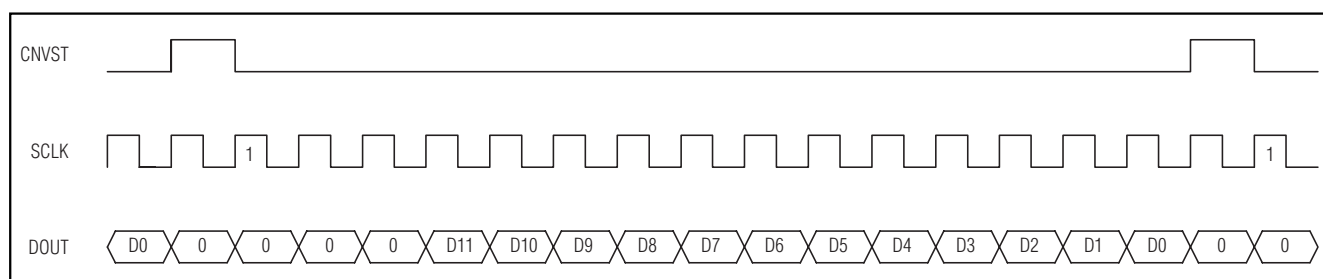 CNVST
SCLK 1 1
DOUT D0 0 0 0 0 D11 D10 D9 D8 D7 D6 D5 D4 D3 D2 D1 D0 0 0